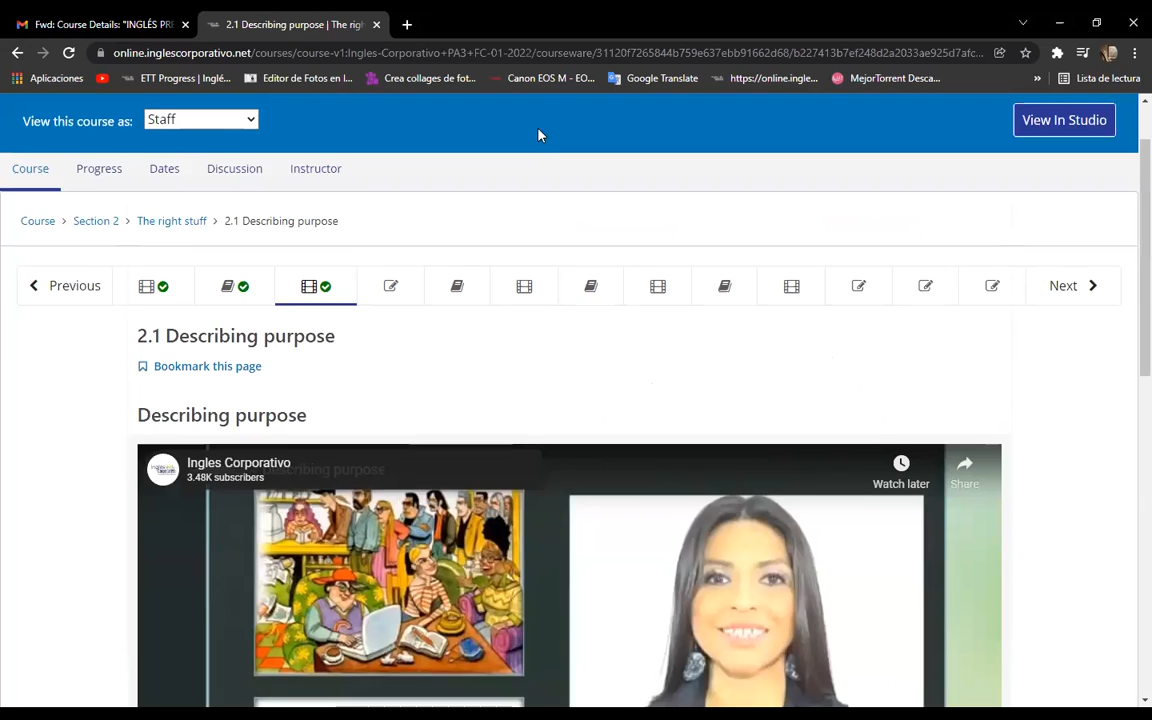 Fwd: Course Details: "INGLÉS PRE
2.1 Describing purpose | The righ
online.inglescorporativo.net/courses/course-v1:Ingles-Corporativo+PA3+FC-01-2022/courseware/31120f7265844b759e637ebb91662d68/b227413b7ef248d2a2033ae925d7afc...
Aplicaciones
ETT Progress | Inglé...
Editor de Fotos en l...
Crea collages de fot...
Canon EOS M - EO...
Google Translate
https://online.ingle...
MejorTorrent Desca...
»
Lista de lectura
View this course as:
Staff
View In Studio
Course
Progress
Dates
Discussion
Instructor
Course > Section 2 > The right stuff > 2.1 Describing purpose
Previous
Next
2.1 Describing purpose
Bookmark this page
Describing purpose
Ingles Corporativo
describing purpose
3.48K subscribers
Watch later
Share